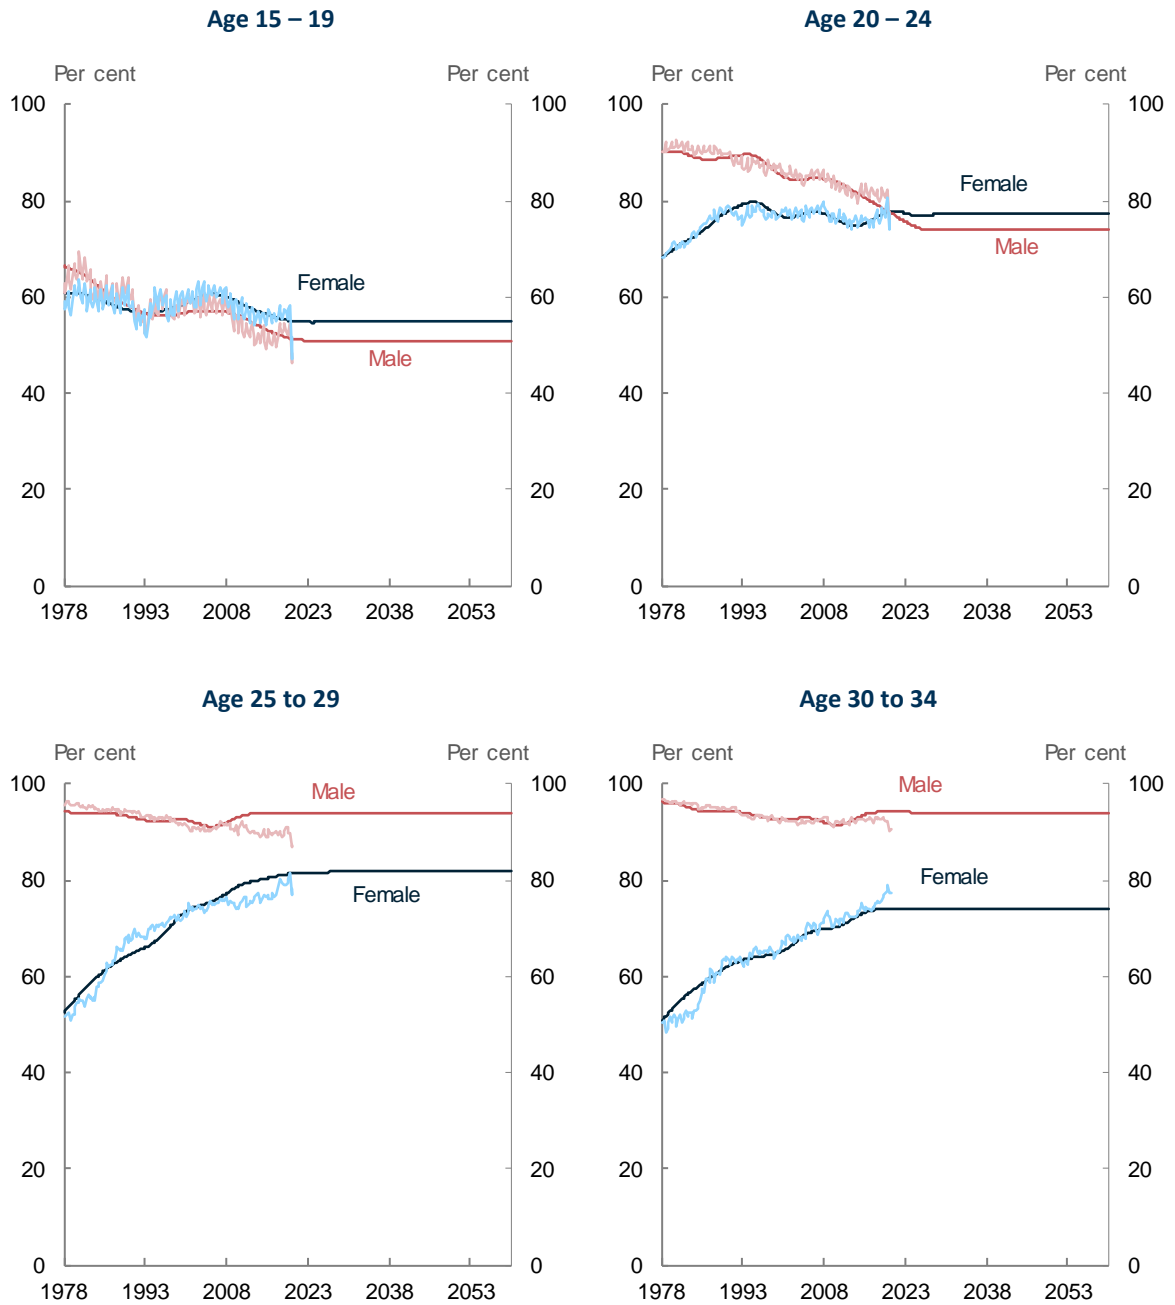 Age 15 – 19
Per cent Per cent
100 100
80 80
Female
60 60
Male
40 40
20 20
0 0
1978 1993 2008 2023 2038 2053
Age 20 – 24
Per cent Per cent
100 100
Female
80 80
Male
60 60
40 40
20 20
0 0
1978 1993 2008 2023 2038 2053
Age 25 to 29
Per cent Per cent
100 100
Male
80 80
Female
60 60
40 40
20 20
0 0
1978 1993 2008 2023 2038 2053
Age 30 to 34
Per cent Per cent
100 100
Male
80 80
Female
60 60
40 40
20 20
0 0
1978 1993 2008 2023 2038 2053